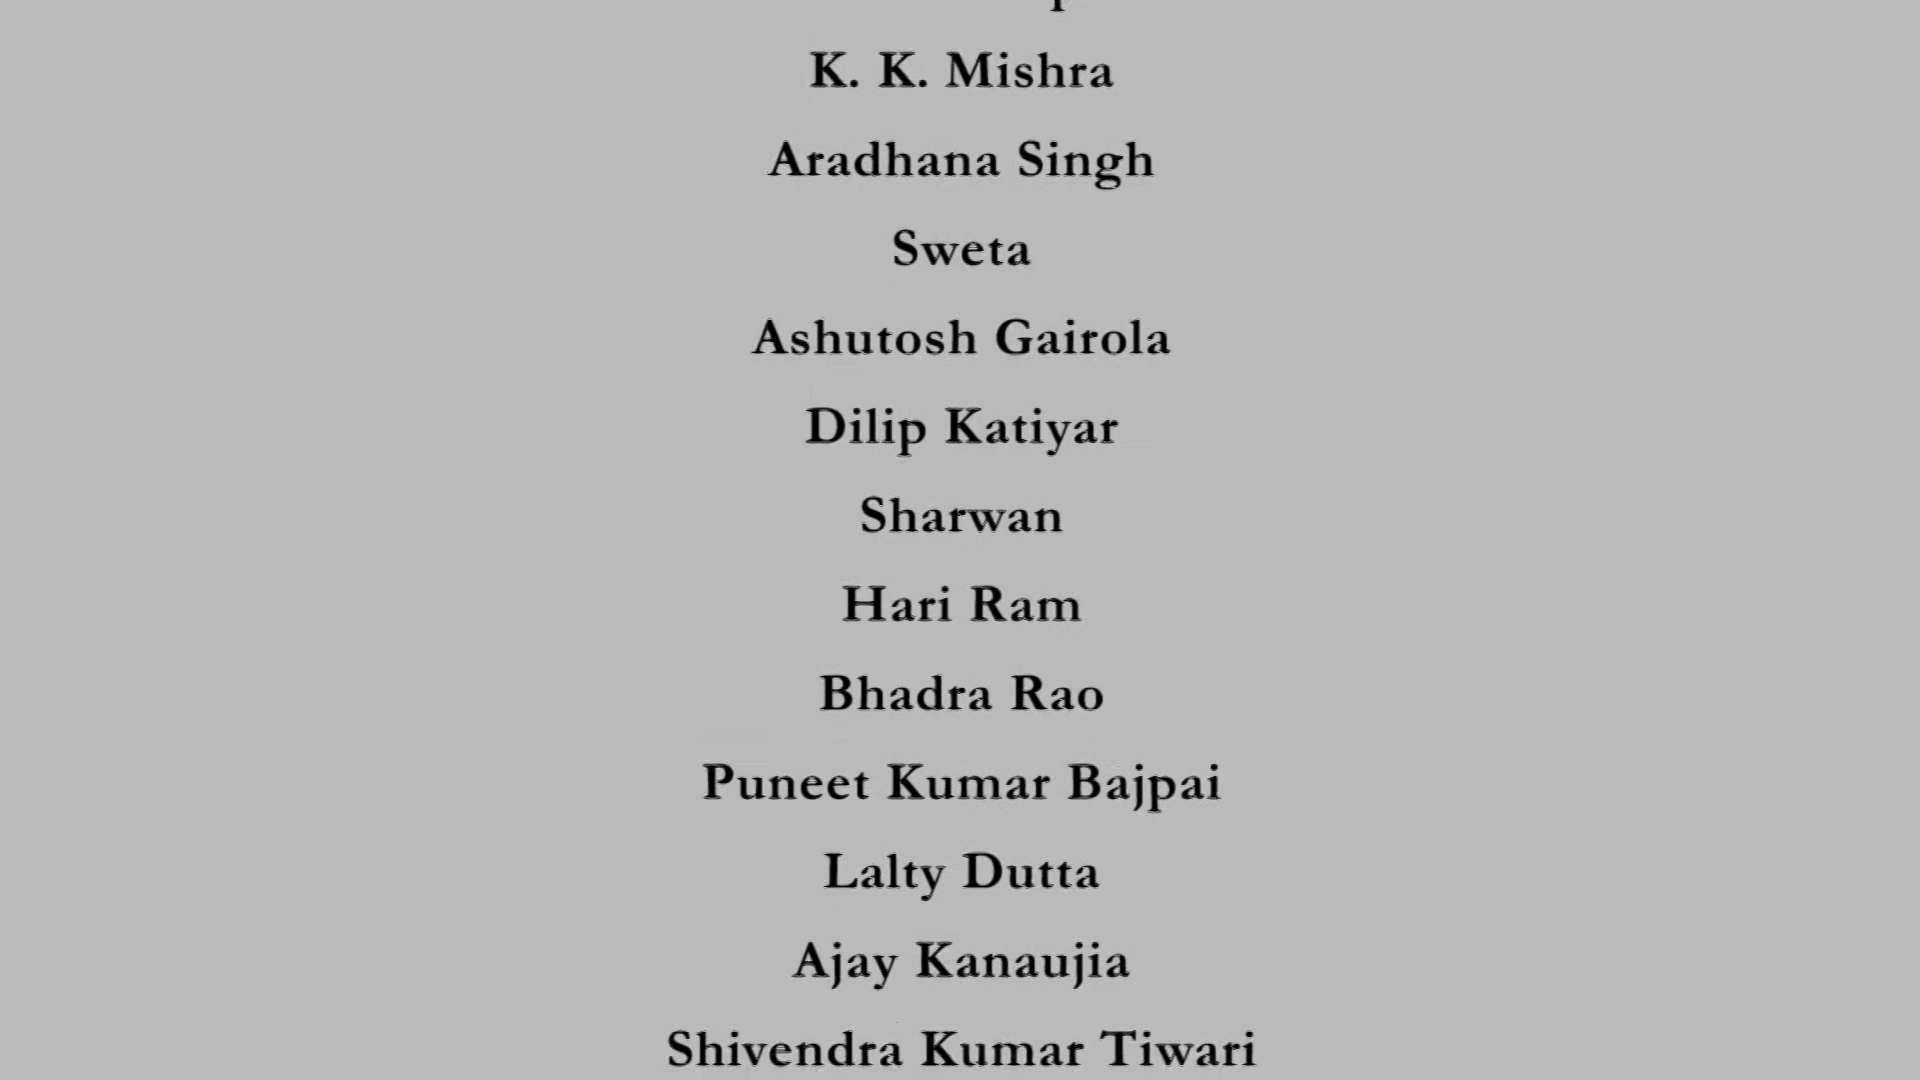 K. K. Mishra
Aradhana Singh
Sweta
Ashutosh Gairola
Dilip Katiyar
Sharwan
Hari Ram
Bhadra Rao
Puneet Kumar Bajpai
Lalty Dutta
Ajay Kanaujia
Shivendra Kumar Tiwari